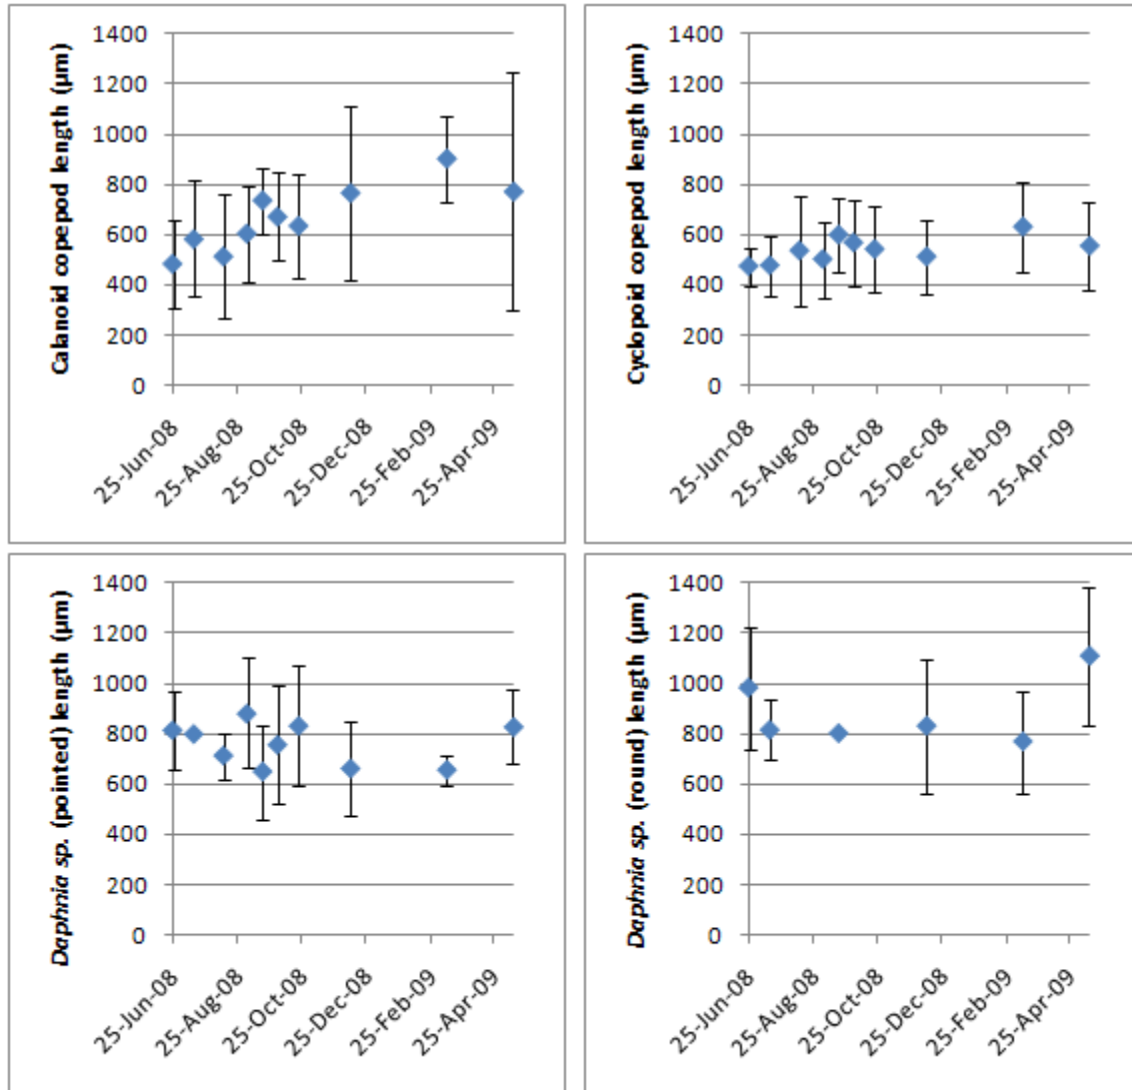 Calanoid copepod length (µm)
1400
1200
1000
800
600
400
200
0
25-Jun-08
25-Aug-08
25-Oct-08
25-Dec-08
25-Feb-09
25-Apr-09
Cyclopoid copepod length (µm)
1400
1200
1000
800
600
400
200
0
25-Jun-08
25-Aug-08
25-Oct-08
25-Dec-08
25-Feb-09
25-Apr-09
Daphnia sp. (pointed) length (µm)
1400
1200
1000
800
600
400
200
0
25-Jun-08
25-Aug-08
25-Oct-08
25-Dec-08
25-Feb-09
25-Apr-09
Daphnia sp. (round) length (µm)
1400
1200
1000
800
600
400
200
0
25-Jun-08
25-Aug-08
25-Oct-08
25-Dec-08
25-Feb-09
25-Apr-09